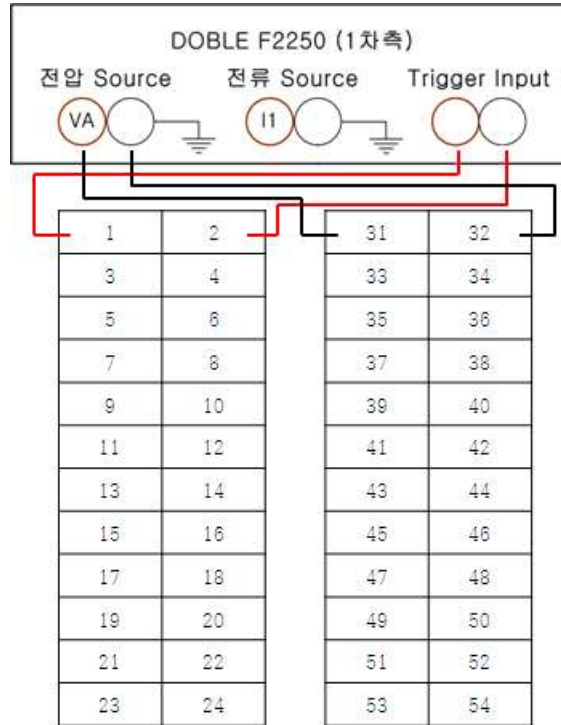 DOBLE F2250 (1차측)
전압 Source 전류 Source Trigger Input
VA I1
1 2 31 32
3 4 33 34
5 6 35 36
7 8 37 38
9 10 39 40
11 12 41 42
13 14 43 44
15 16 45 46
17 18 47 48
19 20 49 50
21 22 51 52
23 24 53 54